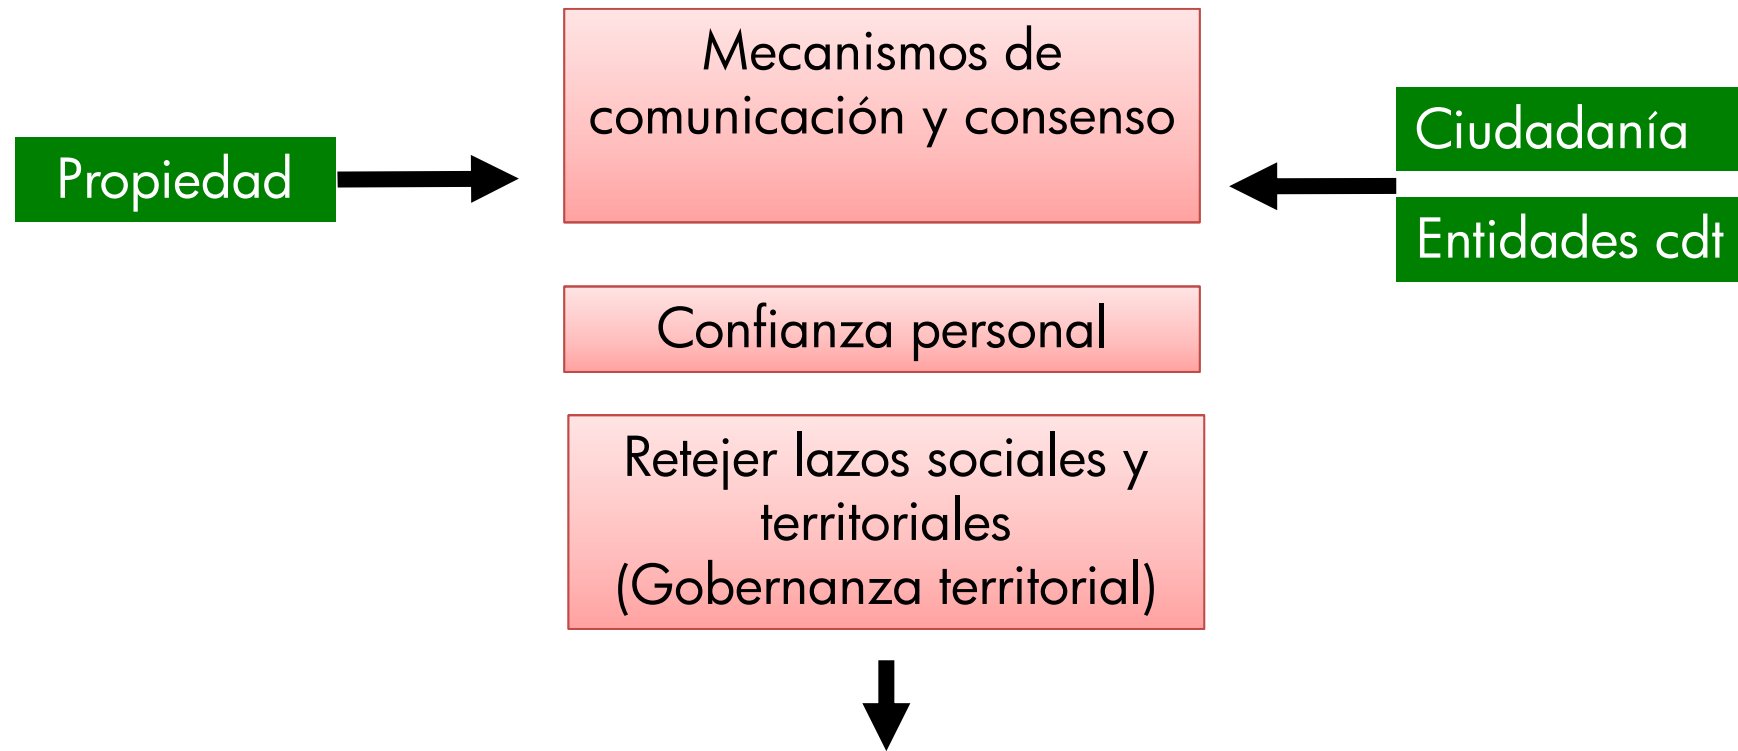 Mecanismos de
comunicación y consenso
Propiedad
Ciudadanía
Entidades cdt
Confianza personal
Retejer lazos sociales y
territoriales
(Gobernanza territorial)